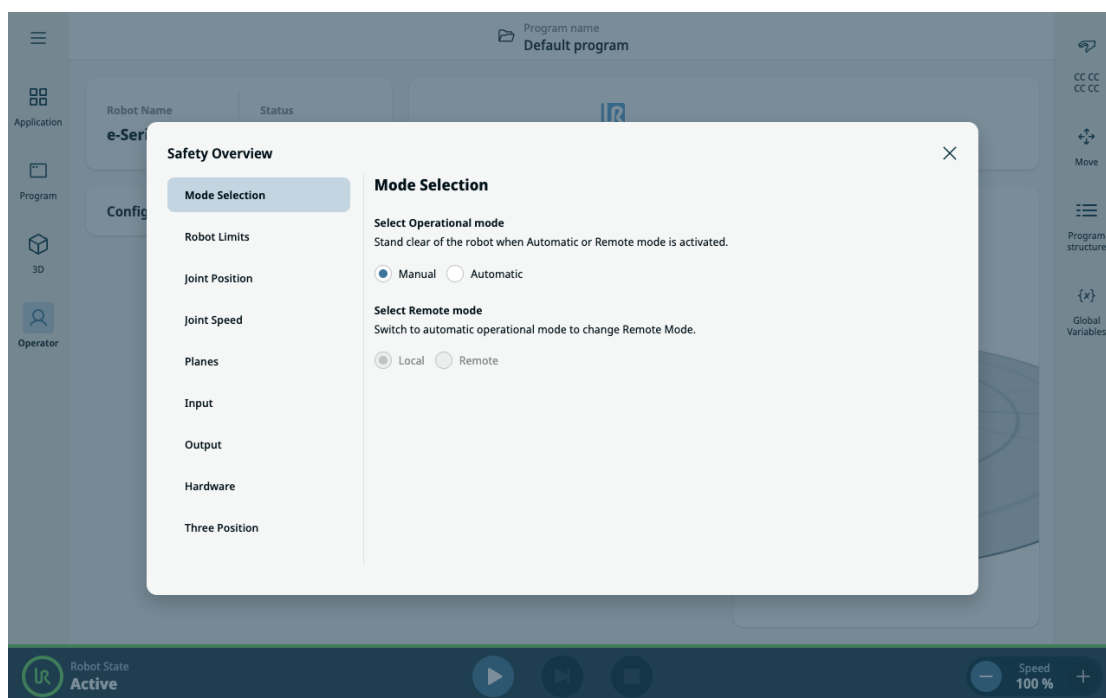 Program name
Default program
Application
Program
3D
Operator
Robot Name
Status
e-Seri
Config
CC CC
CC CC
Move
Program
structure
{x}
Global
Variables
Safety Overview
Mode Selection
Robot Limits
Joint Position
Joint Speed
Planes
Input
Output
Hardware
Three Position
Mode Selection
Select Operational mode
Stand clear of the robot when Automatic or Remote mode is activated.
Manual Automatic
Select Remote mode
Switch to automatic operational mode to change Remote Mode.
Local Remote
Robot State
Active
Speed
100 %